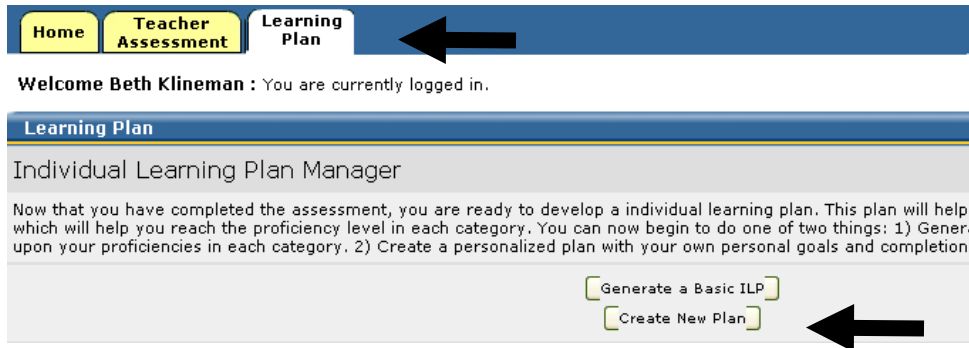 Home
Teacher
Assessment
Learning
Plan
Welcome Beth Klineman : You are currently logged in.
Learning Plan
Individual Learning Plan Manager
Now that you have completed the assessment, you are ready to develop a individual learning plan. This plan will help
which will help you reach the proficiency level in each category. You can now begin to do one of two things: 1) Gener
upon your proficiencies in each category. 2) Create a personalized plan with your own personal goals and completion
Generate a Basic ILP
Create New Plan